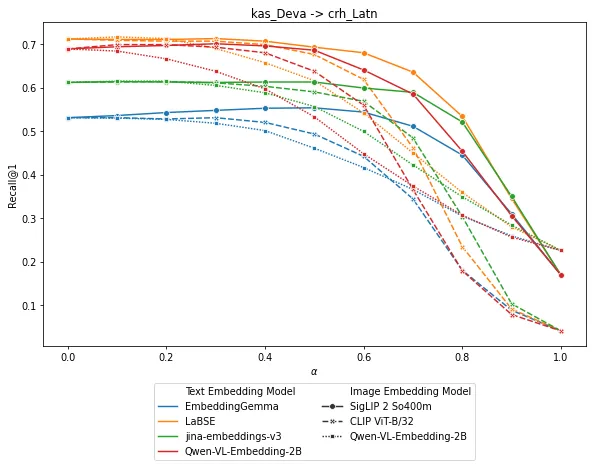 kas_Deva -> crh_Latn
Recall@1
0.7
0.6
0.5
0.4
0.3
0.2
0.1
0.0
0.2
0.4
0.6
0.8
1.0
α
Text Embedding Model
EmbeddingGemma
LaBSE
jina-embeddings-v3
Qwen-VL-Embedding-2B
Image Embedding Model
SigLIP 2 So400m
CLIP ViT-B/32
Qwen-VL-Embedding-2B